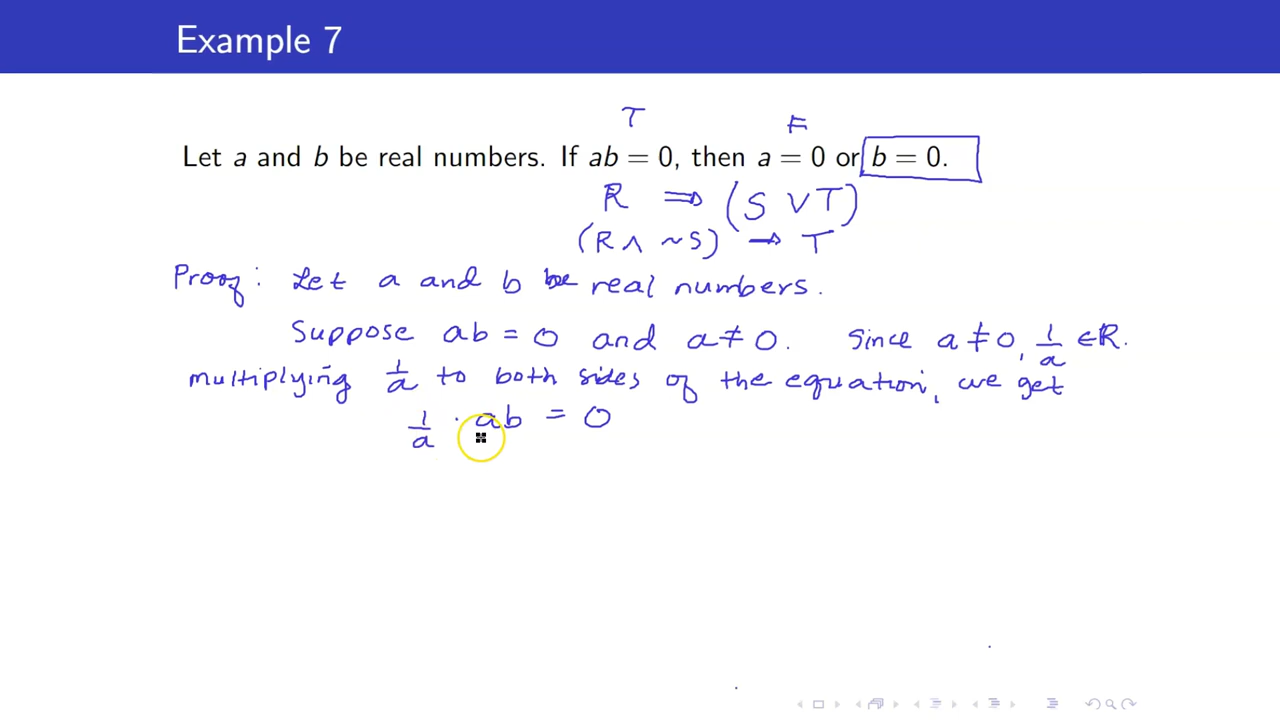 Example 7
T F
Let a and b be real numbers. If ab = 0, then a = 0 or b = 0.
R ⟹ (S ∨ T)
(R ∧ ~S) → T
Proof: Let a and b be real numbers.
Suppose ab = 0 and a ≠ 0. Since a ≠ 0, 1/a ∈ ℝ.
multiplying 1/a to both sides of the equation, we get
1/a · ab = 0